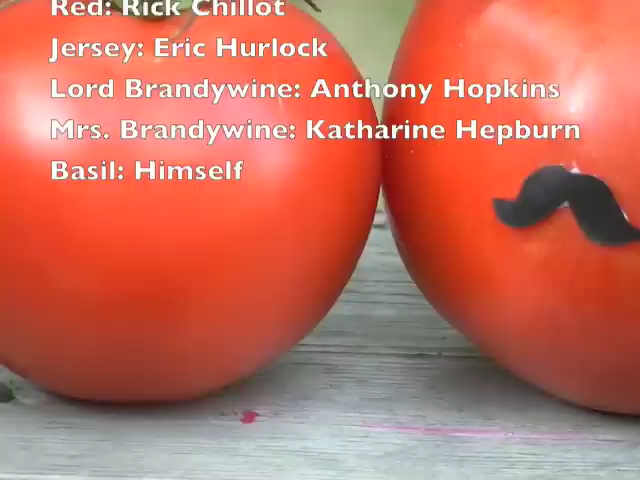 Red: Rick Chillot
Jersey: Eric Hurlock
Lord Brandywine: Anthony Hopkins
Mrs. Brandywine: Katharine Hepburn
Basil: Himself